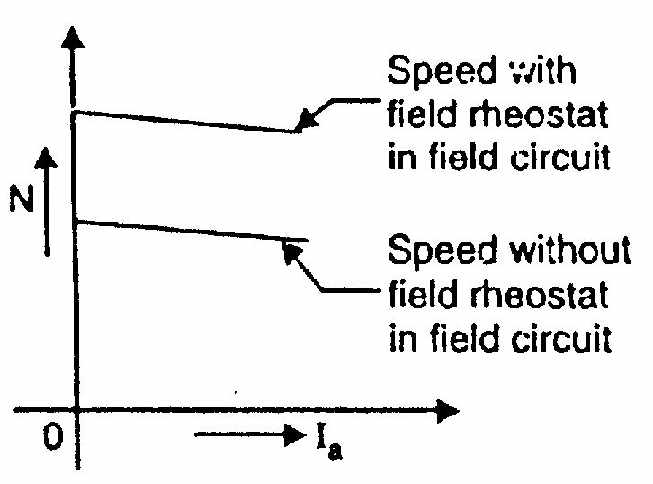 Speed with
field rheostat
in field circuit
N
Speed without
field rheostat
in field circuit
0
Ia